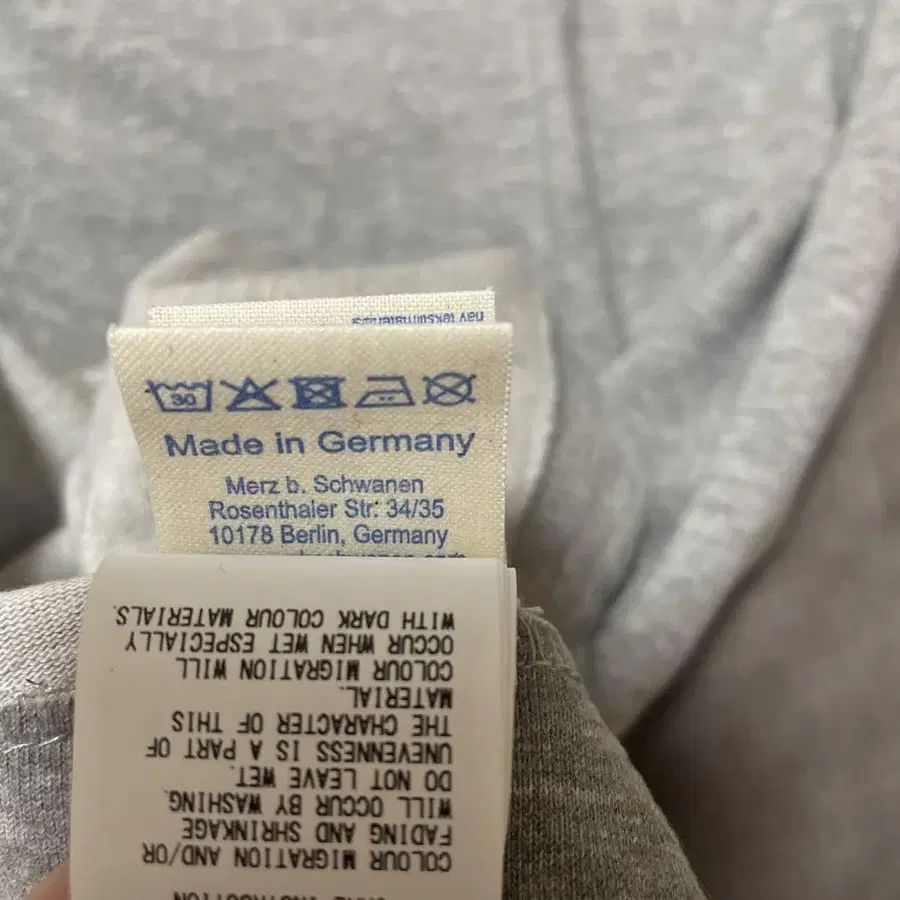 30
Made in Germany
Merz b. Schwanen
Rosenthaler Str: 34/35
10178 Berlin, Germany
COLOUR MIGRATION AND/OR
FADING AND SHRINKAGE
WILL OCCUR BY WASHING.
DO NOT LEAVE WET.
UNEVENNESS IS A PART OF
THE CHARACTER OF THIS
MATERIAL.
COLOUR MIGRATION WILL
OCCUR WHEN WET ESPECIALLY
WITH DARK COLOUR MATERIALS.